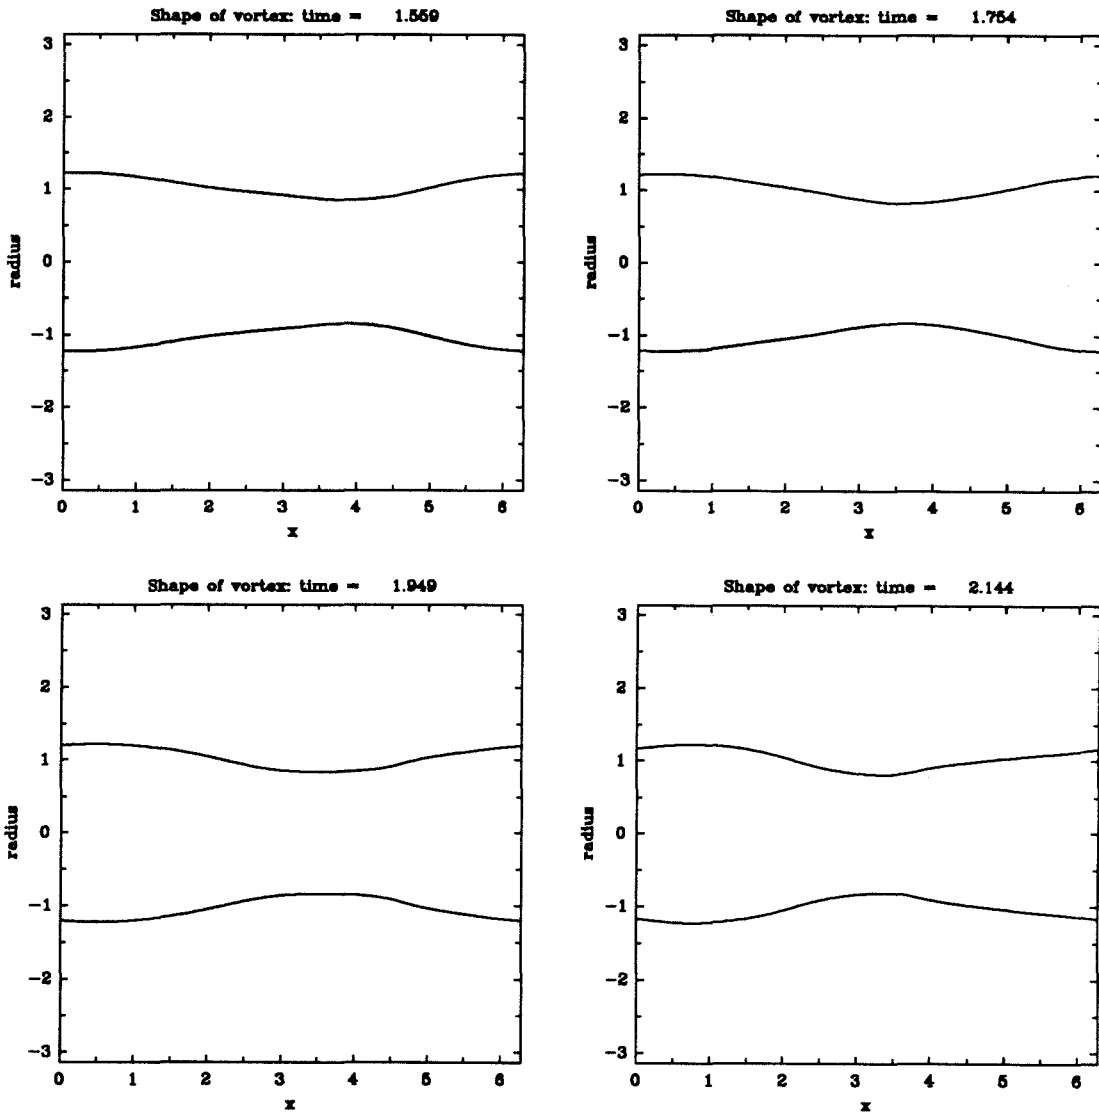 Shape of vortex: time = 1.559
3
2
1
0
-1
-2
-3
radius
0 1 2 3 4 5 6
x
Shape of vortex: time = 1.754
3
2
1
0
-1
-2
-3
radius
0 1 2 3 4 5 6
x
Shape of vortex: time = 1.949
3
2
1
0
-1
-2
-3
radius
0 1 2 3 4 5 6
x
Shape of vortex: time = 2.144
3
2
1
0
-1
-2
-3
radius
0 1 2 3 4 5 6
x